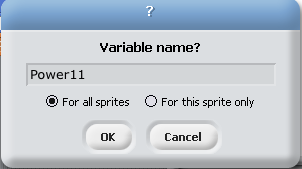 ?
Variable name?
Power11
For all sprites For this sprite only
OK Cancel